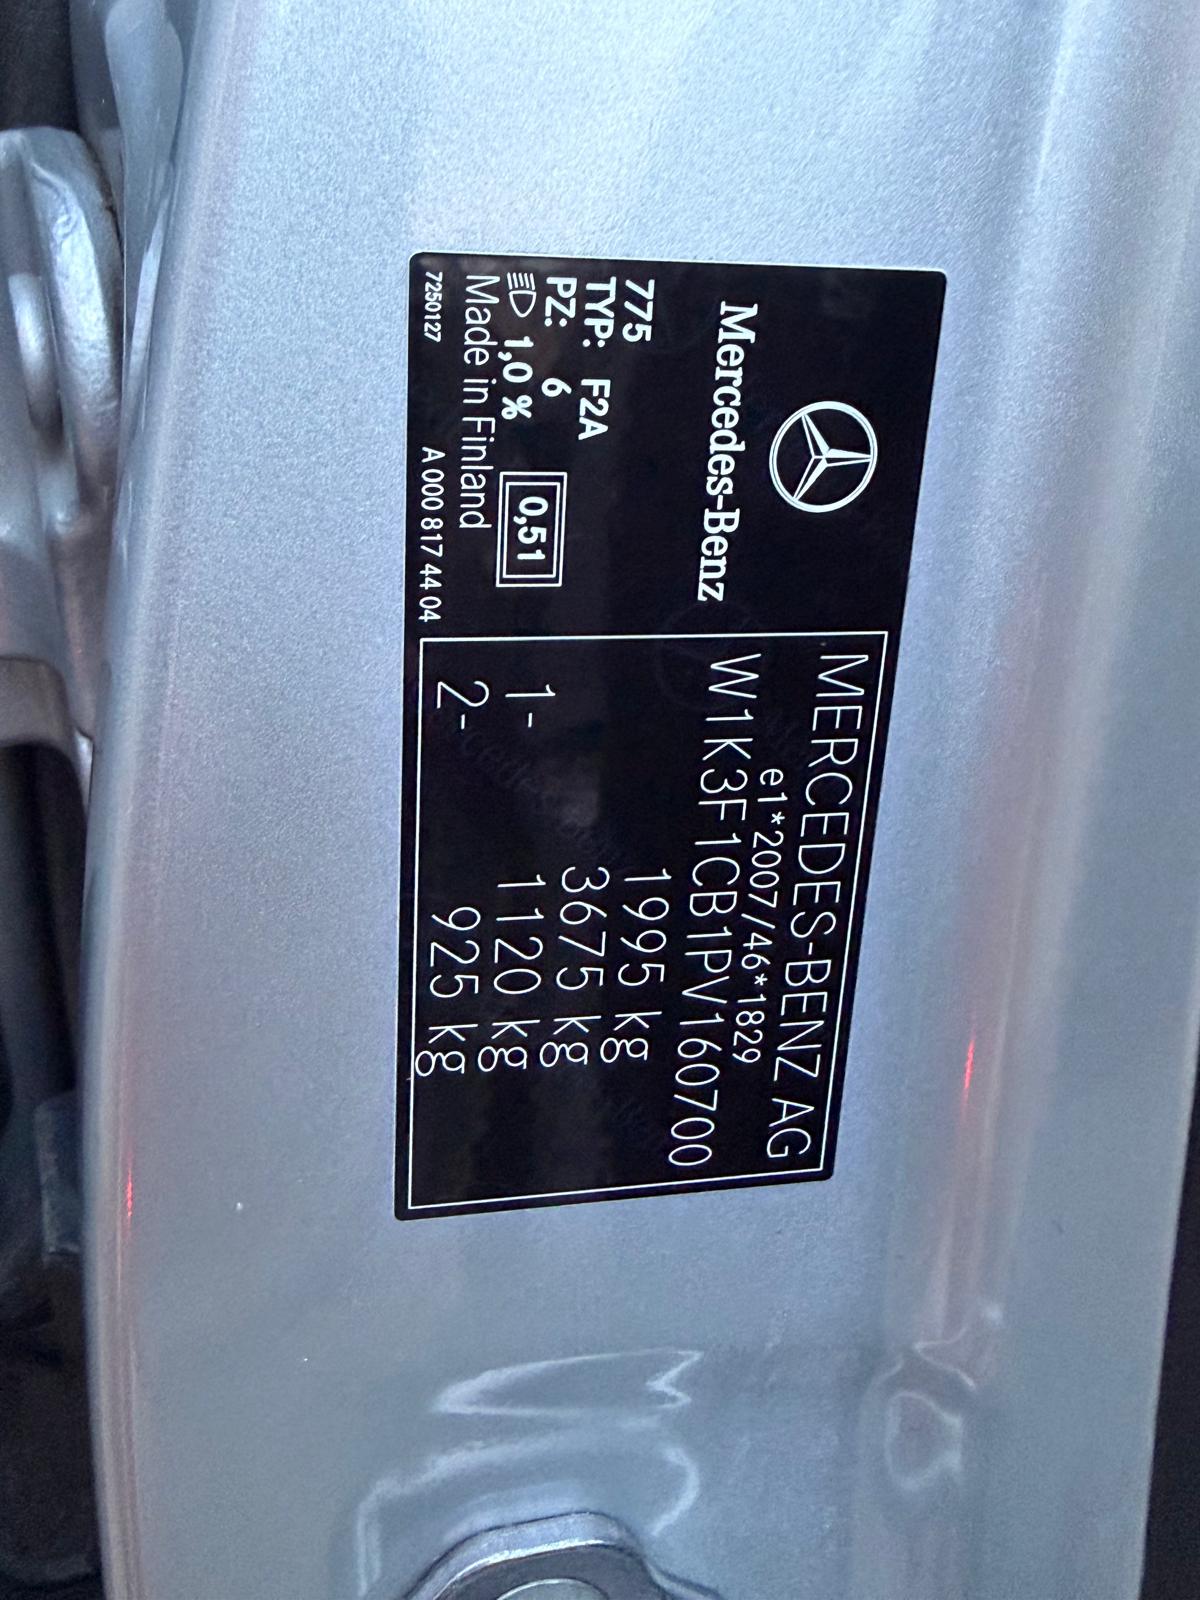 Mercedes-Benz
775
TYP: F2A
PZ: 6
1,0 %
0,51
Made in Finland
7250127 A 000 817 44 04
MERCEDES-BENZ AG
e1*2007/46*1829
W1K3F1CB1PV160700
1995 kg
3675 kg
1- 1120 kg
2- 925 kg